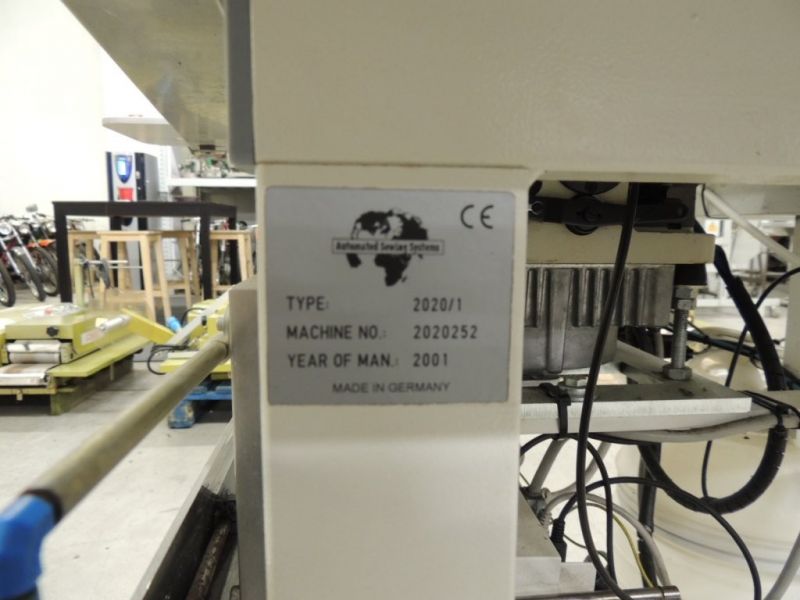 CE
Automated Sewing Systems
TYPE: 2020/1
MACHINE NO.: 2020252
YEAR OF MAN.: 2001
MADE IN GERMANY